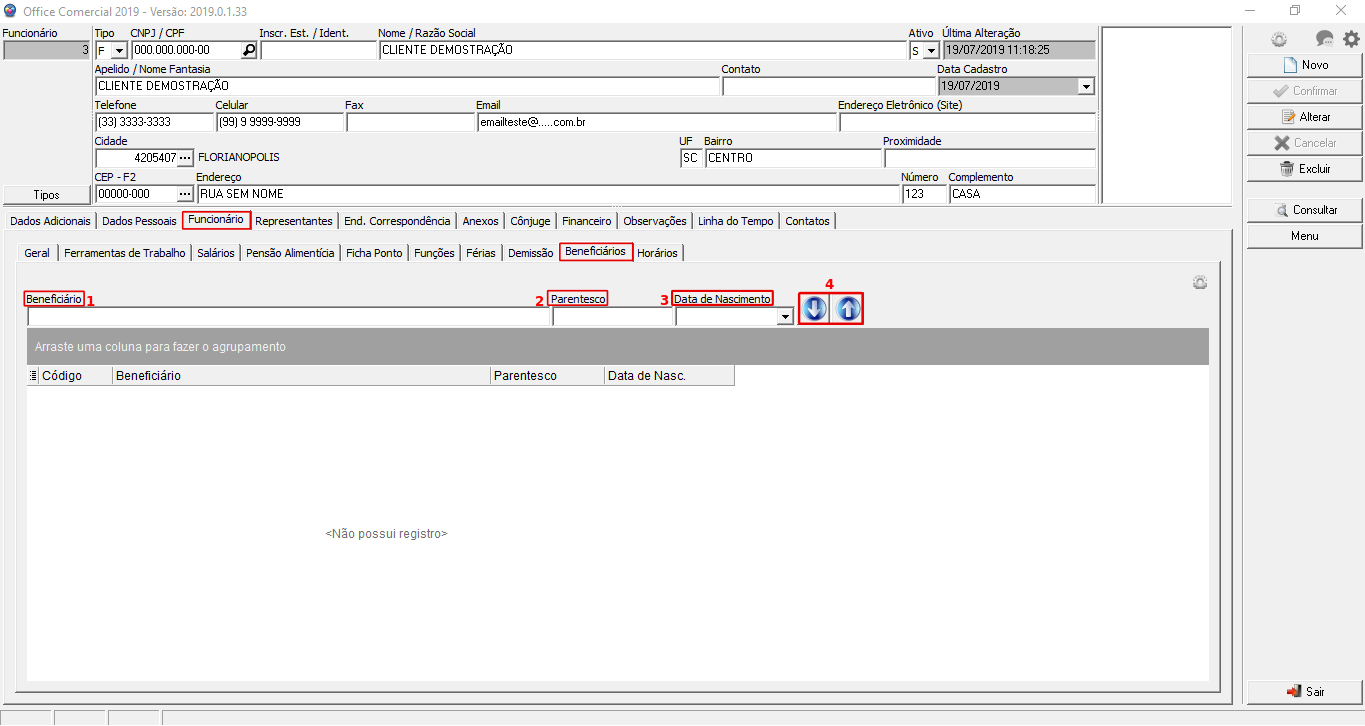 Office Comercial 2019 - Versão: 2019.0.1.33
Funcionário Tipo CNPJ / CPF Inscr. Est. / Ident. Nome / Razão Social Ativo Última Alteração
3 F 000.000.000-00 CLIENTE DEMOSTRAÇÃO S 19/07/2019 11:18:25
Apelido / Nome Fantasia Contato Data Cadastro
CLIENTE DEMOSTRAÇÃO 19/07/2019
Telefone Celular Fax Email Endereço Eletrônico (Site)
(33) 3333-3333 (99) 9 9999-9999 emailteste@.....com.br
Cidade UF Bairro Proximidade
4205407 FLORIANOPOLIS SC CENTRO
CEP - F2 Endereço Número Complemento
Tipos 00000-000 RUA SEM NOME 123 CASA
Novo
Confirmar
Alterar
Cancelar
Excluir
Consultar
Menu
Dados Adicionais Dados Pessoais Funcionário Representantes End. Correspondência Anexos Cônjuge Financeiro Observações Linha do Tempo Contatos
Geral Ferramentas de Trabalho Salários Pensão Alimentícia Ficha Ponto Funções Férias Demissão Beneficiários Horários
Beneficiário 1 2 Parentesco 3 Data de Nascimento 4
Arraste uma coluna para fazer o agrupamento
Código Beneficiário Parentesco Data de Nasc.
<Não possui registro>
Sair